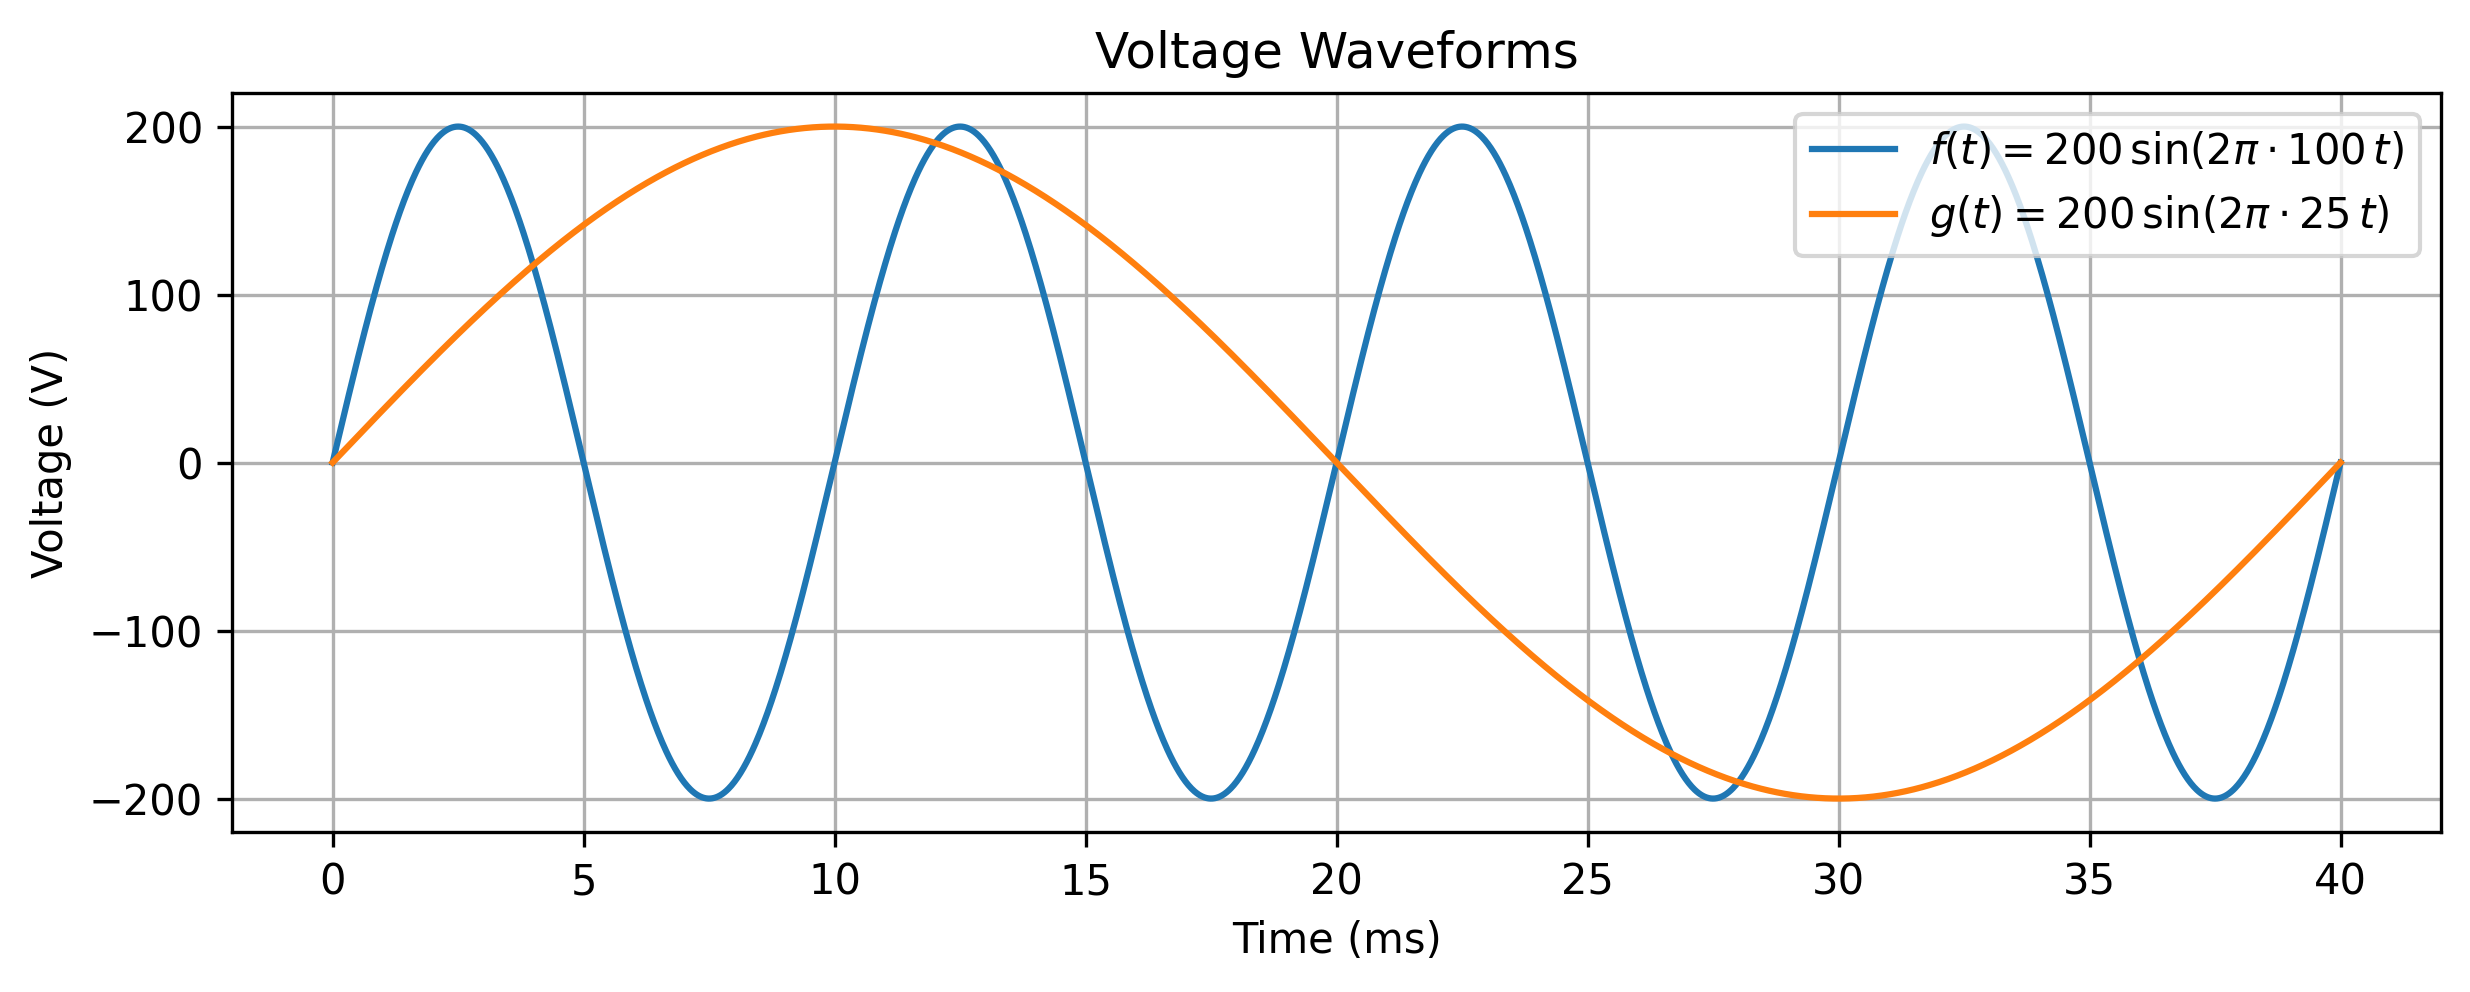 Voltage Waveforms
f(t) = 200 sin(2π · 100 t)
g(t) = 200 sin(2π · 25 t)
Voltage (V)
200
100
0
−100
−200
0 5 10 15 20 25 30 35 40
Time (ms)